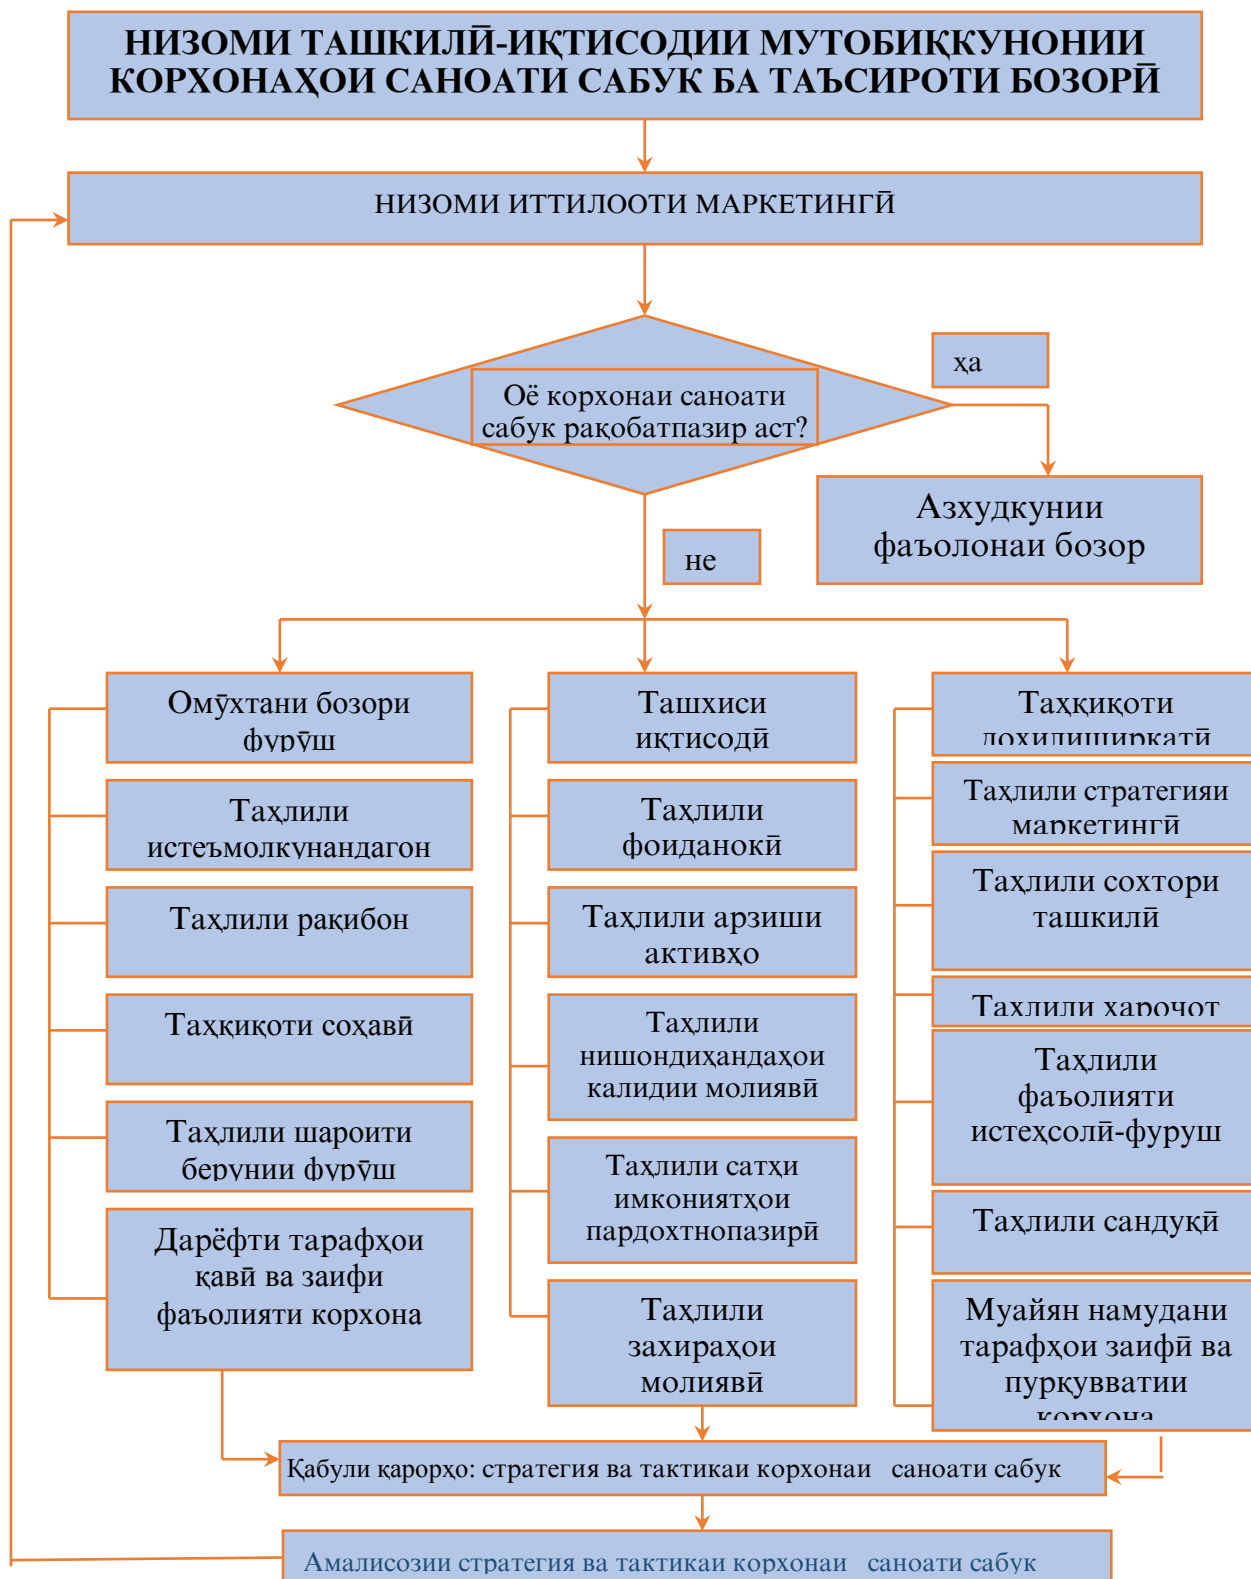 НИЗОМИ ТАШКИЛӢ-ИҚТИСОДИИ МУТОБИҚКУНОНИИ
КОРХОНАҲОИ САНОАТИ САБУК БА ТАЪСИРОТИ БОЗОРӢ
НИЗОМИ ИТТИЛООТИ МАРКЕТИНГӢ
ҳа
Оё корхонаи саноати
сабук рақобатпазир аст?
Азхудкунии
фаъолонаи бозор
не
Омӯхтани бозори
фурӯш
Таҳлили
истеъмолкунандагон
Таҳлили рақибон
Таҳқиқоти соҳавӣ
Таҳлили шароити
берунии фурӯш
Дарёфти тарафҳои
қавӣ ва заифи
фаъолияти корхона
Ташхиси
иқтисодӣ
Таҳлили
фоиданокӣ
Таҳлили арзиши
активҳо
Таҳлили
нишондиҳандаҳои
калидии молиявӣ
Таҳлили сатҳи
имкониятҳои
пардохтнопазирӣ
Таҳлили
захираҳои
молиявӣ
Таҳқиқоти
дохилиширкатӣ
Таҳлили стратегияи
маркетингӣ
Таҳлили сохтори
ташкилӣ
Таҳлили харочот
Таҳлили
фаъолияти
истеҳсолӣ-фуруш
Таҳлили сандуқӣ
Муайян намудани
тарафҳои заифӣ ва
пурқувватии
корхона
Қабули қарорҳо: стратегия ва тактикаи корхонаи саноати сабук
Амалисозии стратегия ва тактикаи корхонаи саноати сабук